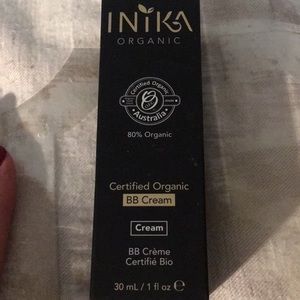 INIKA
ORGANIC
Certified Organic
Australia
80% Organic
Certified Organic
BB Cream
Cream
BB Crème
Certifié Bio
30 mL / 1 fl oz ℮